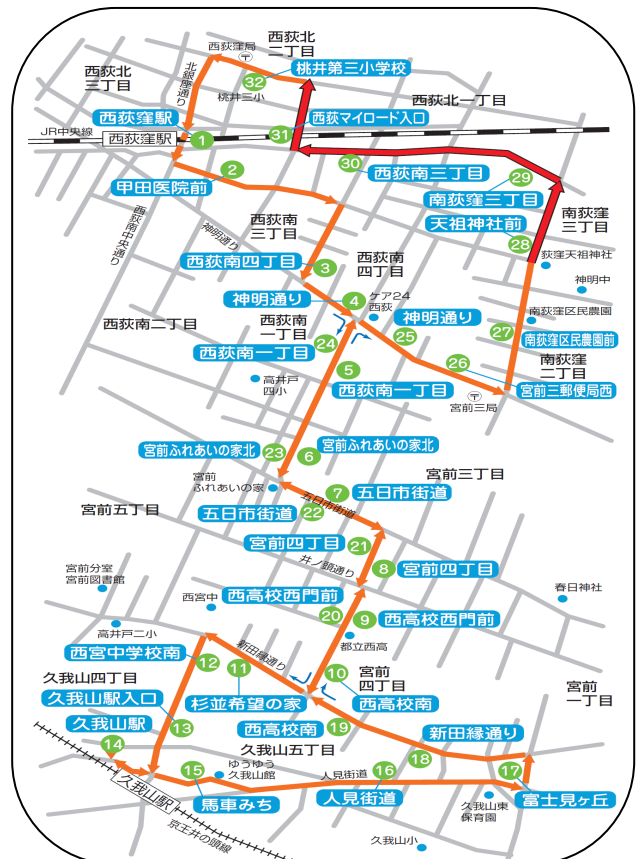 西荻北
二丁目
西荻窪局
西荻北
三丁目
北銀座通り
桃井第三小学校
32
桃井三小
西荻北一丁目
西荻窪駅
JR中央線
西荻窪駅
1
31
西荻マイロード入口
2
甲田医院前
30
西荻南三丁目
29
南荻窪三丁目
南荻窪
三丁目
天祖神社前
28
荻窪天祖神社
神明中
西荻南中央通り
神明通り
西荻南
三丁目
西荻南四丁目
3
西荻南
四丁目
神明通り
4
ケア24
西荻
神明通り
25
南荻窪区民農園
27
南荻窪区民農園前
西荻南二丁目
西荻南
一丁目
24
西荻南一丁目
5
西荻南一丁目
高井戸
四小
26
南荻窪
二丁目
宮前三郵便局西
宮前三局
宮前ふれあいの家北
23
6
宮前ふれあいの家北
宮前
ふれあいの家
7
五日市街道
五日市街道
宮前三丁目
宮前五丁目
五日市街道
22
宮前四丁目
21
8
宮前四丁目
井ノ頭通り
宮前分室
宮前図書館
西宮中
西高校西門前
20
9
西高校西門前
春日神社
高井戸二小
都立西高
西宮中学校南
12
新田緑通り
11
杉並希望の家
10
西高校南
宮前
四丁目
宮前
一丁目
久我山四丁目
久我山駅入口
13
久我山駅
14
西高校南
19
新田緑通り
18
久我山五丁目
ゆうゆう
久我山館
15
馬車みち
人見街道
16
人見街道
17
富士見ヶ丘
久我山東
保育園
久我山駅
京王井の頭線
久我山小